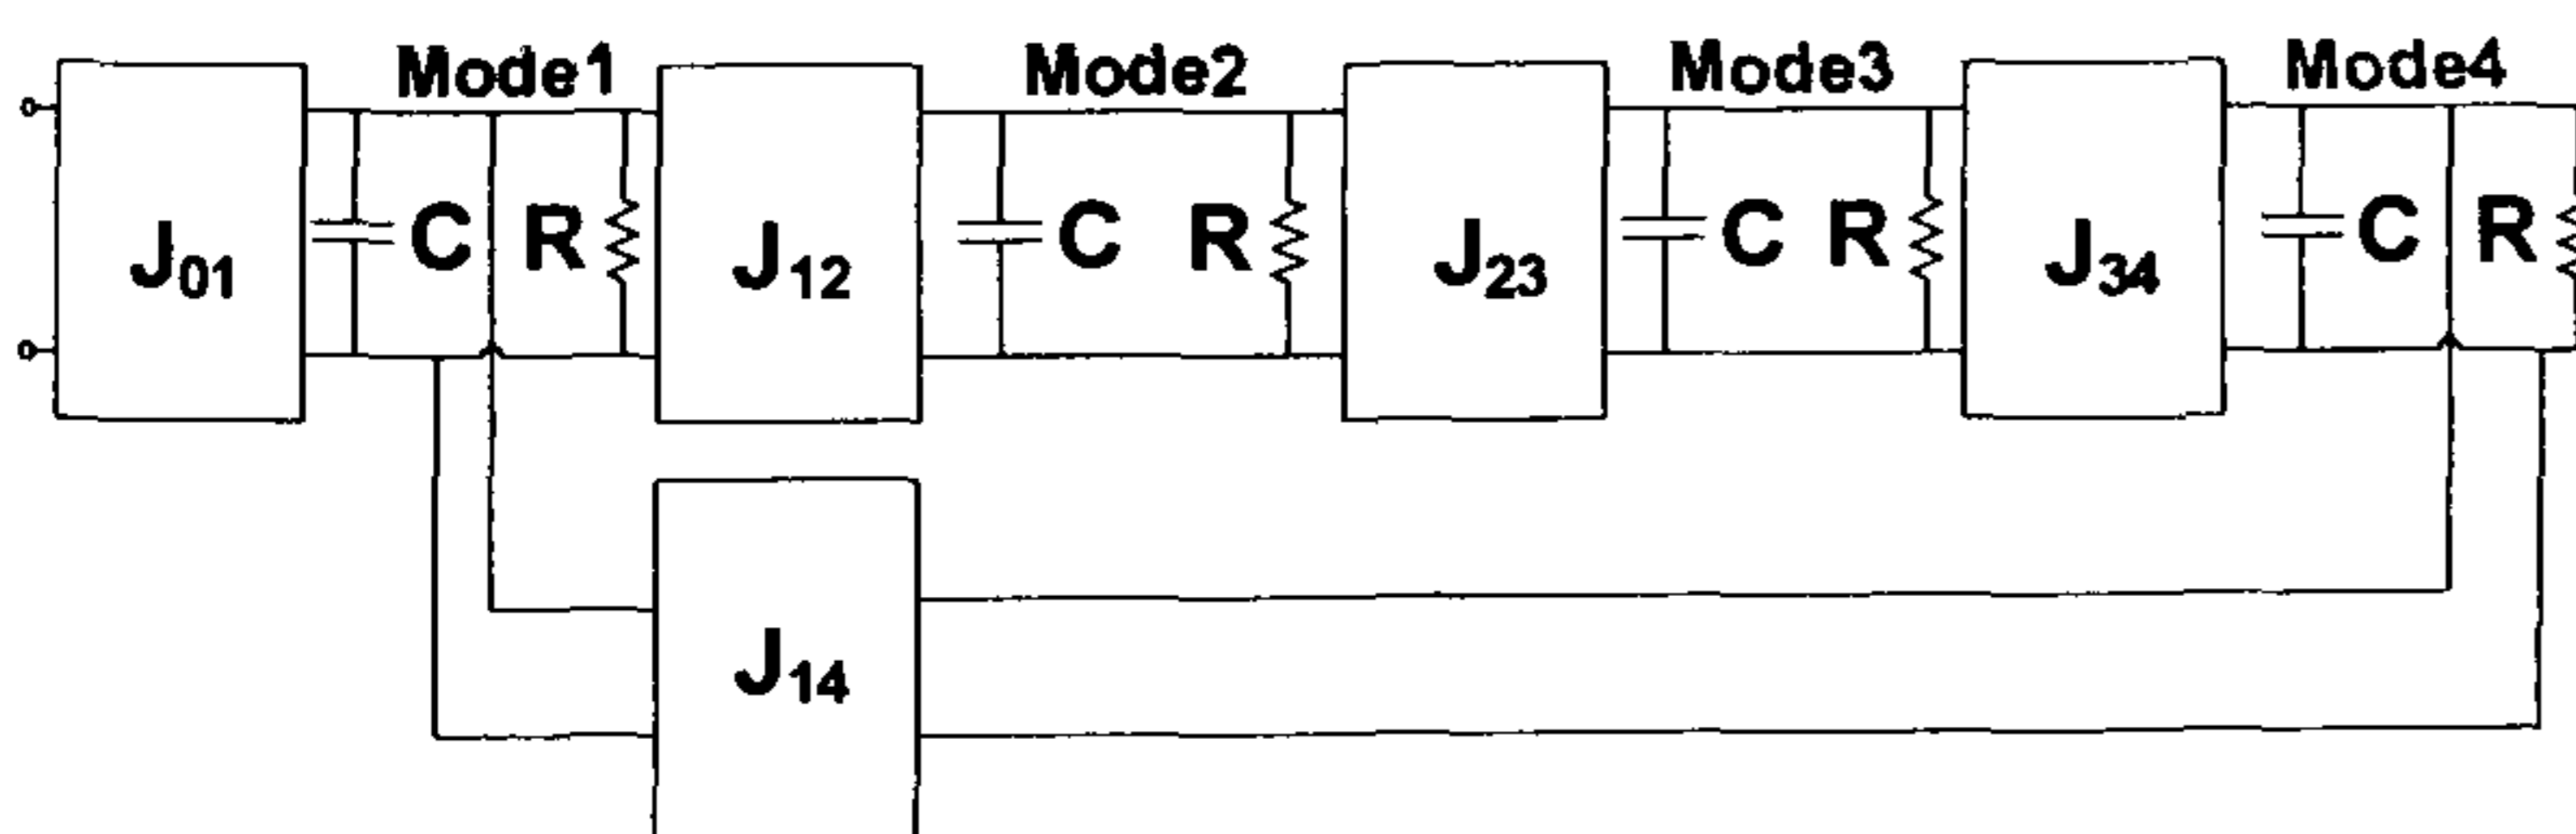 Mode1 Mode2 Mode3 Mode4
J01 C R J12 C R J23 C R J34 C R
J14